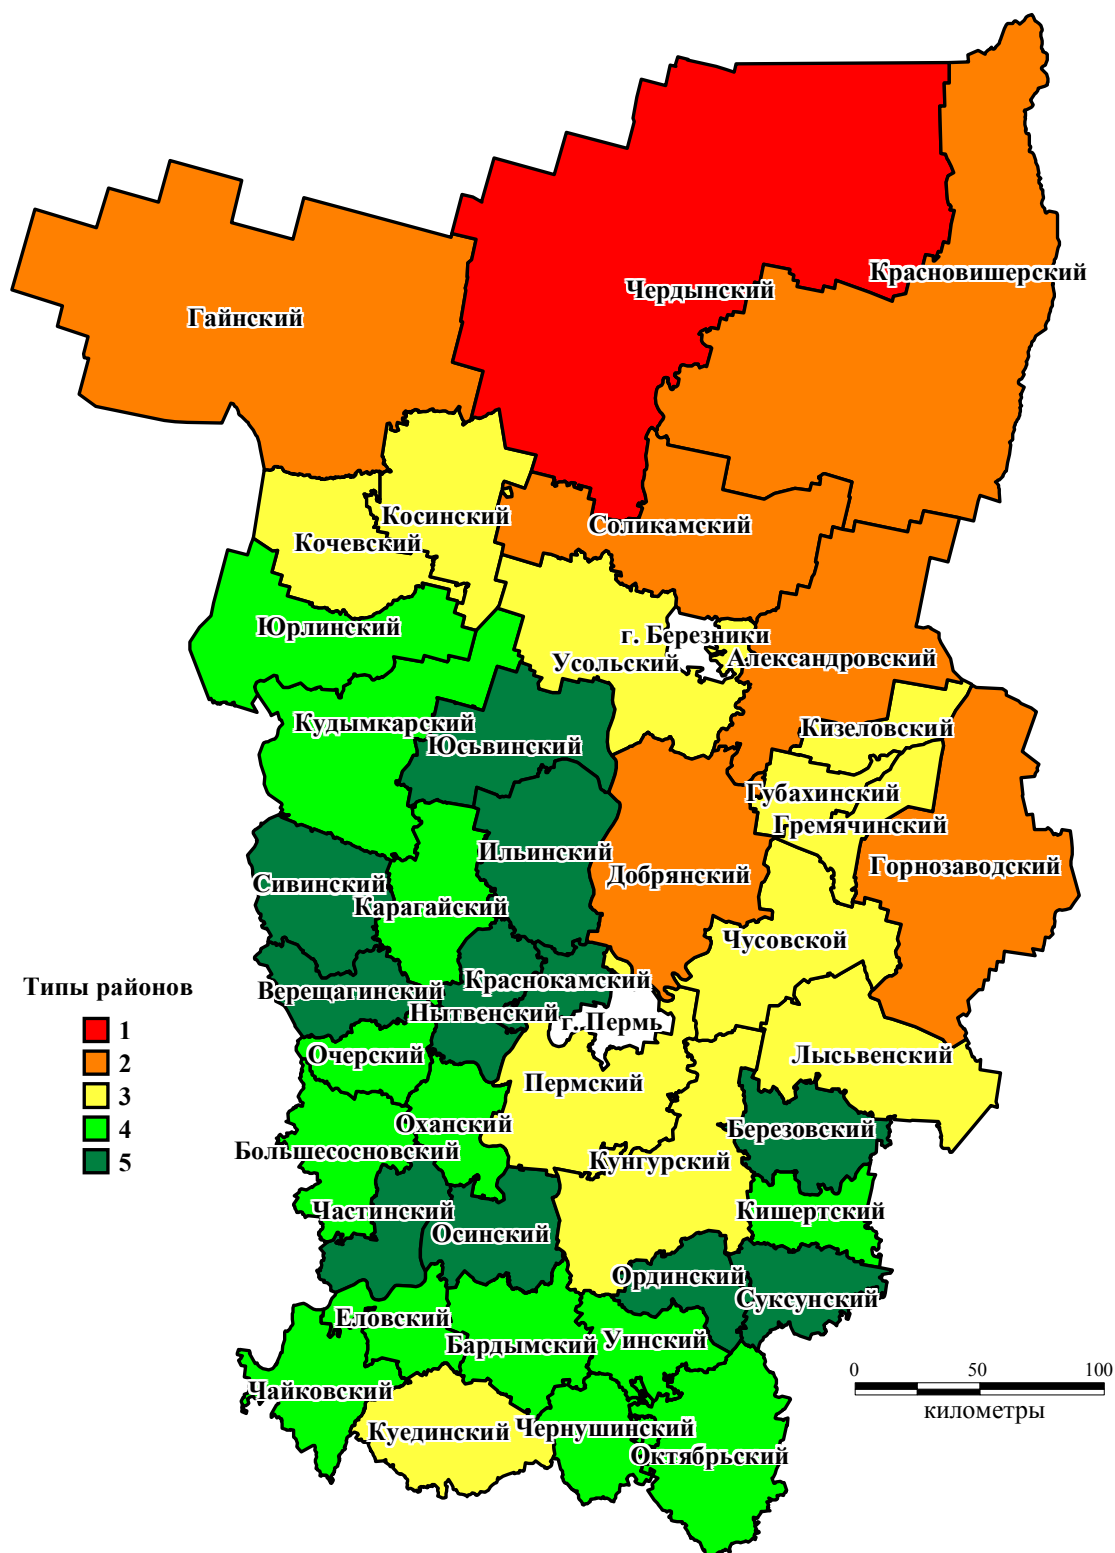 Красновишерский
Чердынский
Гайнский
Косинский
Соликамский
Кочевский
Юрлинский
г. Березники
Усольский
Александровский
Кудымкарский
Кизеловский
Юсьвинский
Губахинский
Гремячинский
Ильинский
Горнозаводский
Добрянский
Сивинский
Карагайский
Чусовской
Краснокамский
Верещагинский
Нытвенский
г. Пермь
Типы районов
1
2
3
4
5
Очерский
Лысьвенский
Пермский
Оханский
Березовский
Большесосновский
Кунгурский
Частинский
Кишертский
Осинский
Ординский
Суксунский
Еловский
Бардымский
Уинский
Чайковский
Куединский
Чернушинский
Октябрьский
0 50 100
километры